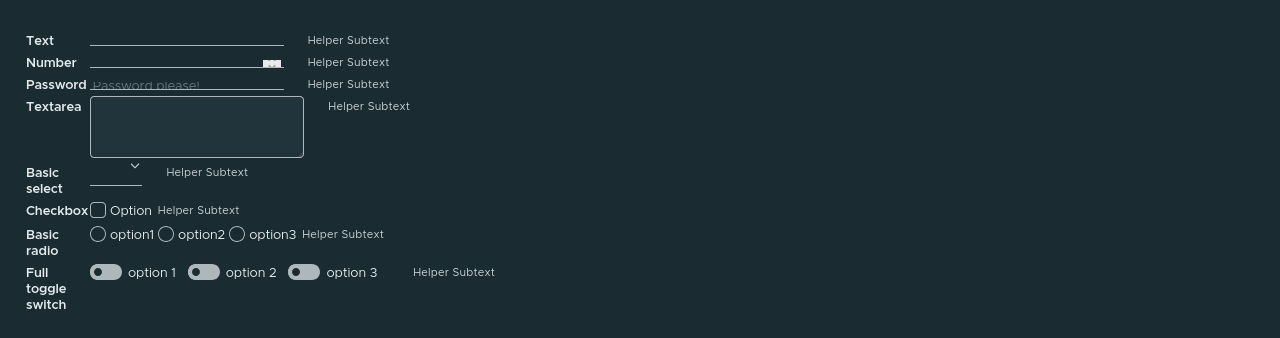 Text Helper Subtext
Number Helper Subtext
Password Password please! Helper Subtext
Textarea Helper Subtext
Basic select Helper Subtext
Checkbox Option Helper Subtext
Basic radio option1 option2 option3 Helper Subtext
Full toggle switch option 1 option 2 option 3 Helper Subtext